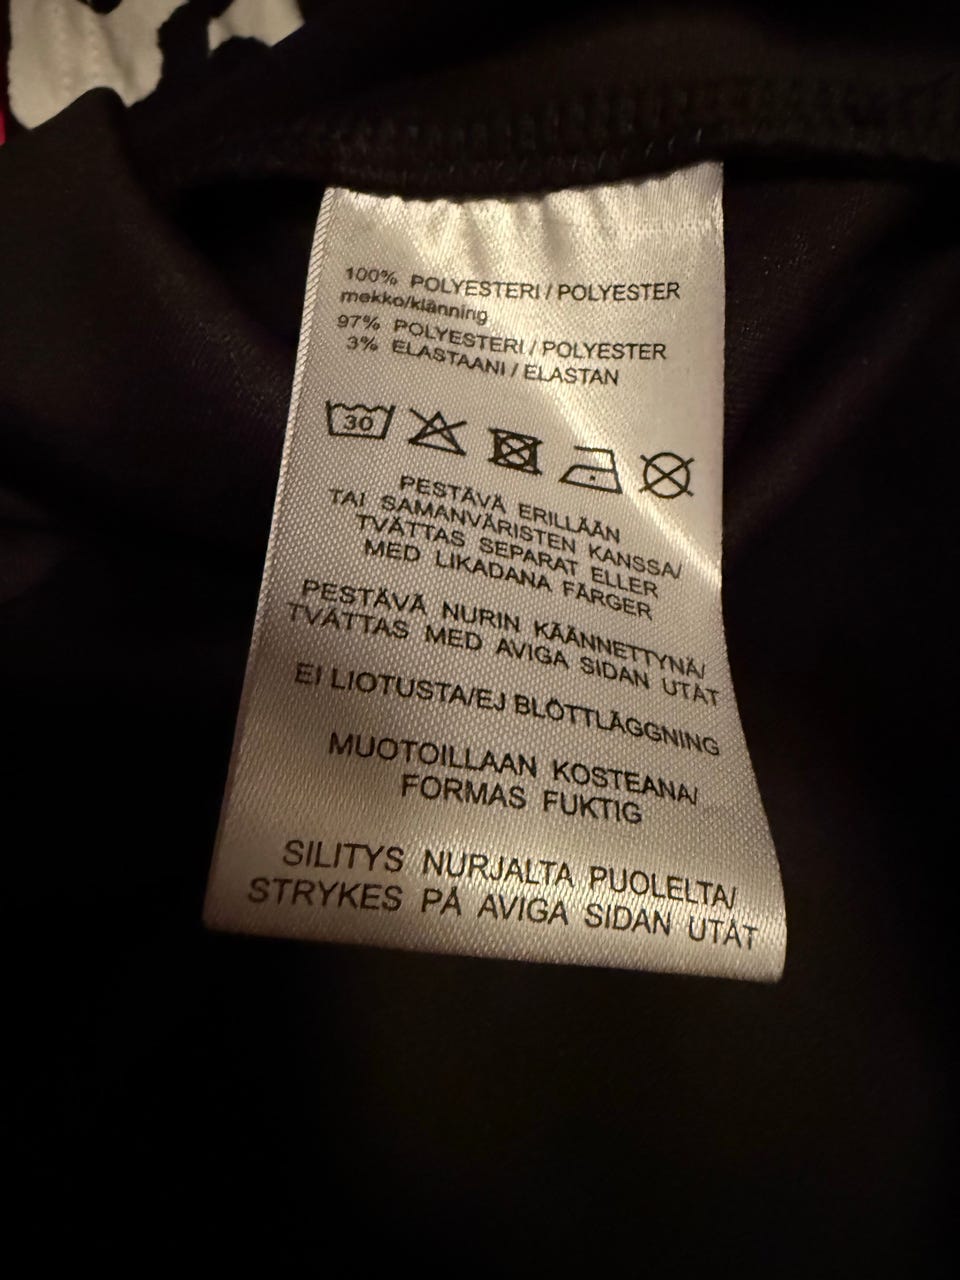 100% POLYESTERI / POLYESTER
mekko/klänning
97% POLYESTERI / POLYESTER
3% ELASTAANI / ELASTAN
30
PESTÄVÄ ERILLÄÄN
TAI SAMANVÄRISTEN KANSSA/
TVÄTTAS SEPARAT ELLER
MED LIKADANA FÄRGER
PESTÄVÄ NURIN KÄÄNNETTYNÄ/
TVÄTTAS MED AVIGA SIDAN UTÅT
EI LIOTUSTA/EJ BLÖTTLÄGGNING
MUOTOILLAAN KOSTEANA/
FORMAS FUKTIG
SILITYS NURJALTA PUOLELTA/
STRYKES PÅ AVIGA SIDAN UTÅT